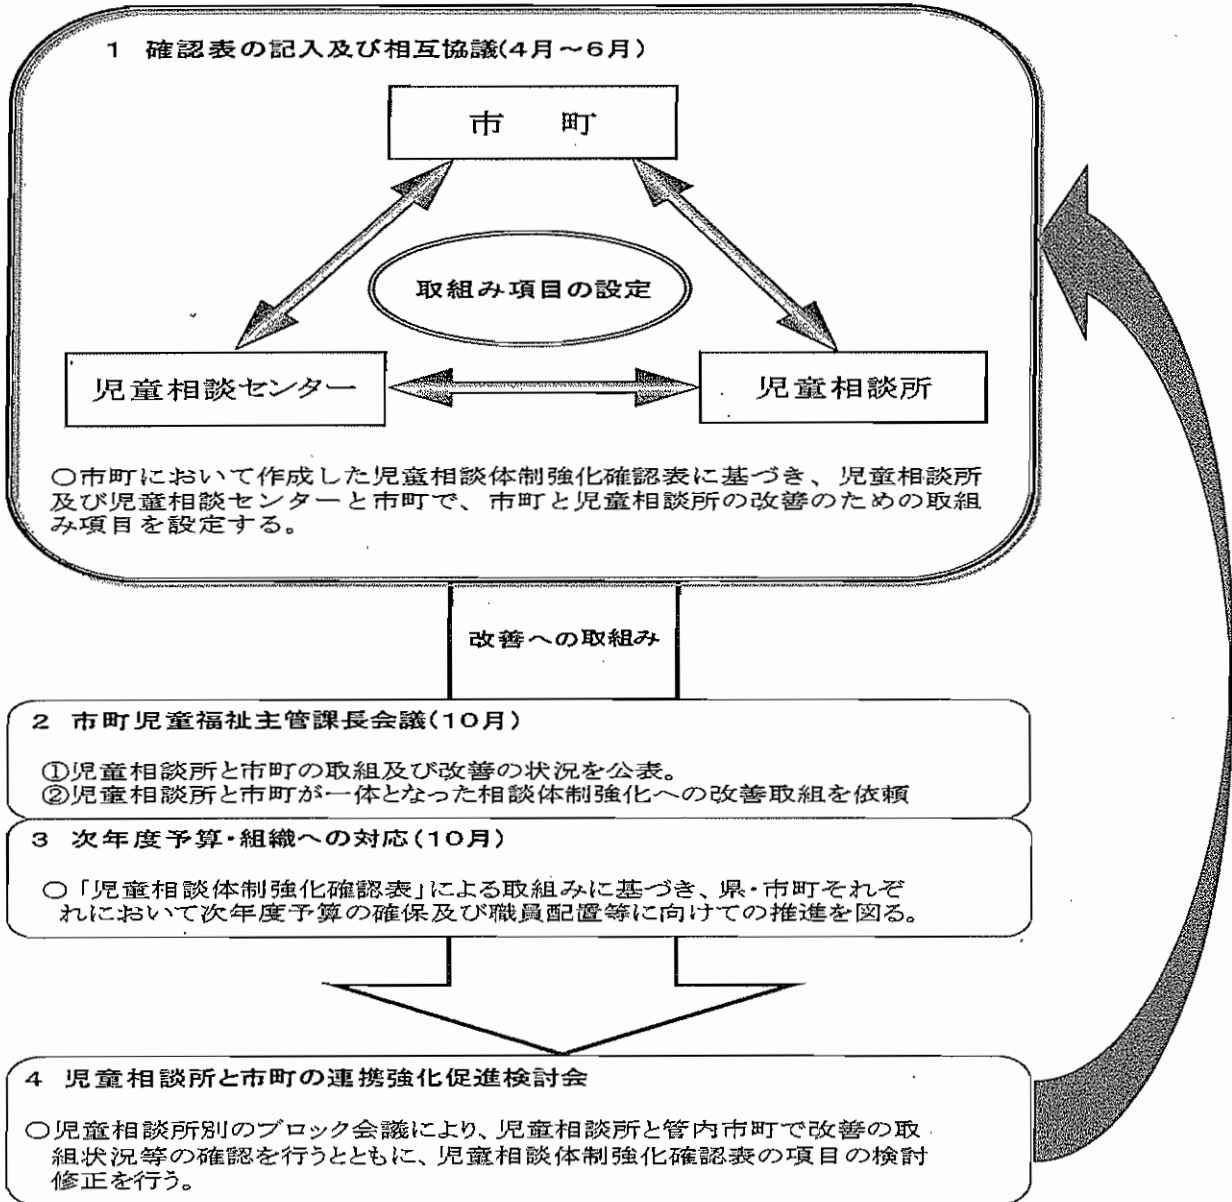 1 確認表の記入及び相互協議(4月～6月)
市 町
取組み項目の設定
児童相談センター
児童相談所
○市町において作成した児童相談体制強化確認表に基づき、児童相談所
及び児童相談センターと市町で、市町と児童相談所の改善のための取組
み項目を設定する。
改善への取組み
2 市町児童福祉主管課長会議(10月)
①児童相談所と市町の取組及び改善の状況を公表。
②児童相談所と市町が一体となった相談体制強化への改善取組を依頼
3 次年度予算・組織への対応(10月)
○「児童相談体制強化確認表」による取組みに基づき、県・市町それぞ
れにおいて次年度予算の確保及び職員配置等に向けての推進を図る。
4 児童相談所と市町の連携強化促進検討会
○児童相談所別のブロック会議により、児童相談所と管内市町で改善の取
組状況等の確認を行うとともに、児童相談体制強化確認表の項目の検討
修正を行う。